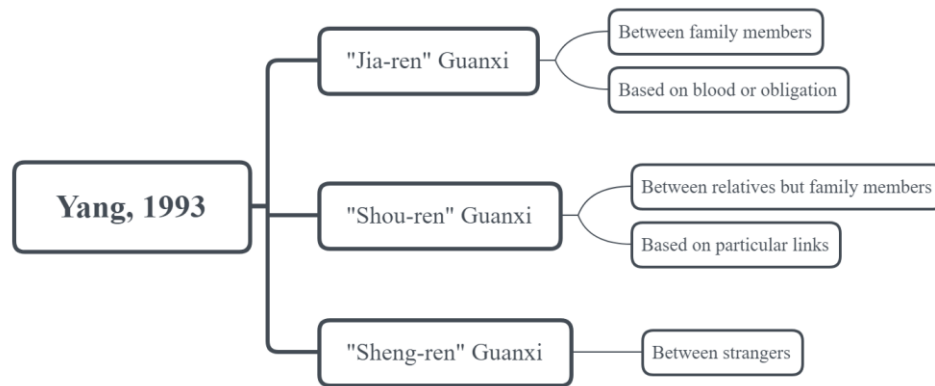 Yang, 1993
"Jia-ren" Guanxi
Between family members
Based on blood or obligation
"Shou-ren" Guanxi
Between relatives but family members
Based on particular links
"Sheng-ren" Guanxi
Between strangers